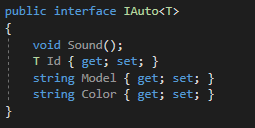 public interface IAuto<T>
{
void Sound();
T Id { get; set; }
string Model { get; set; }
string Color { get; set; }
}